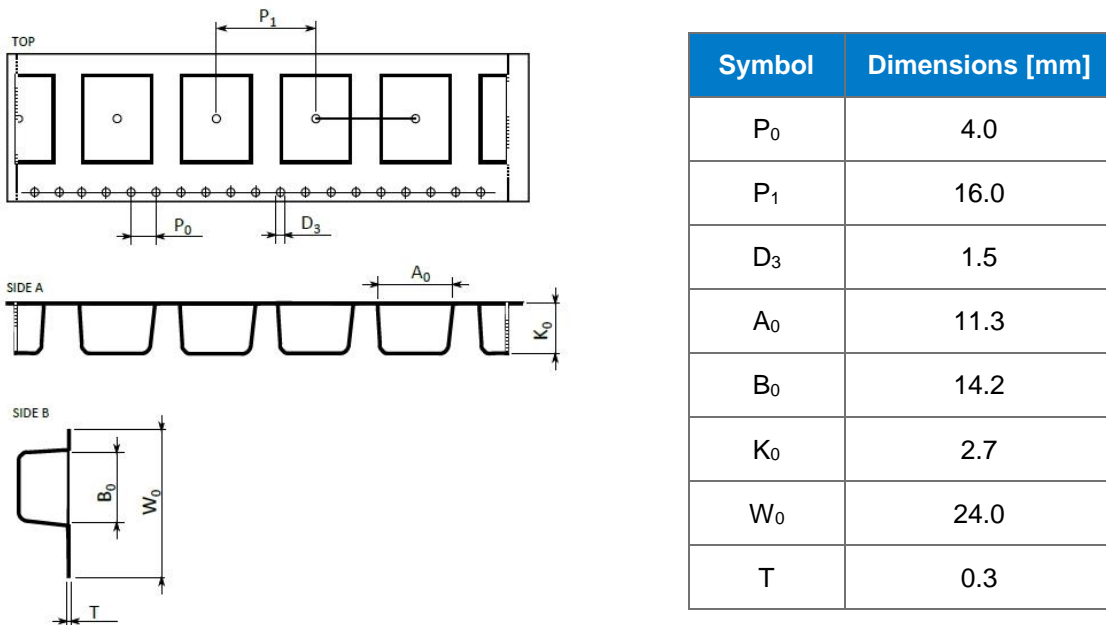 P₁
TOP
P₀
D₃
SIDE A
A₀
K₀
SIDE B
B₀
W₀
T
Symbol Dimensions [mm]
P₀ 4.0
P₁ 16.0
D₃ 1.5
A₀ 11.3
B₀ 14.2
K₀ 2.7
W₀ 24.0
T 0.3